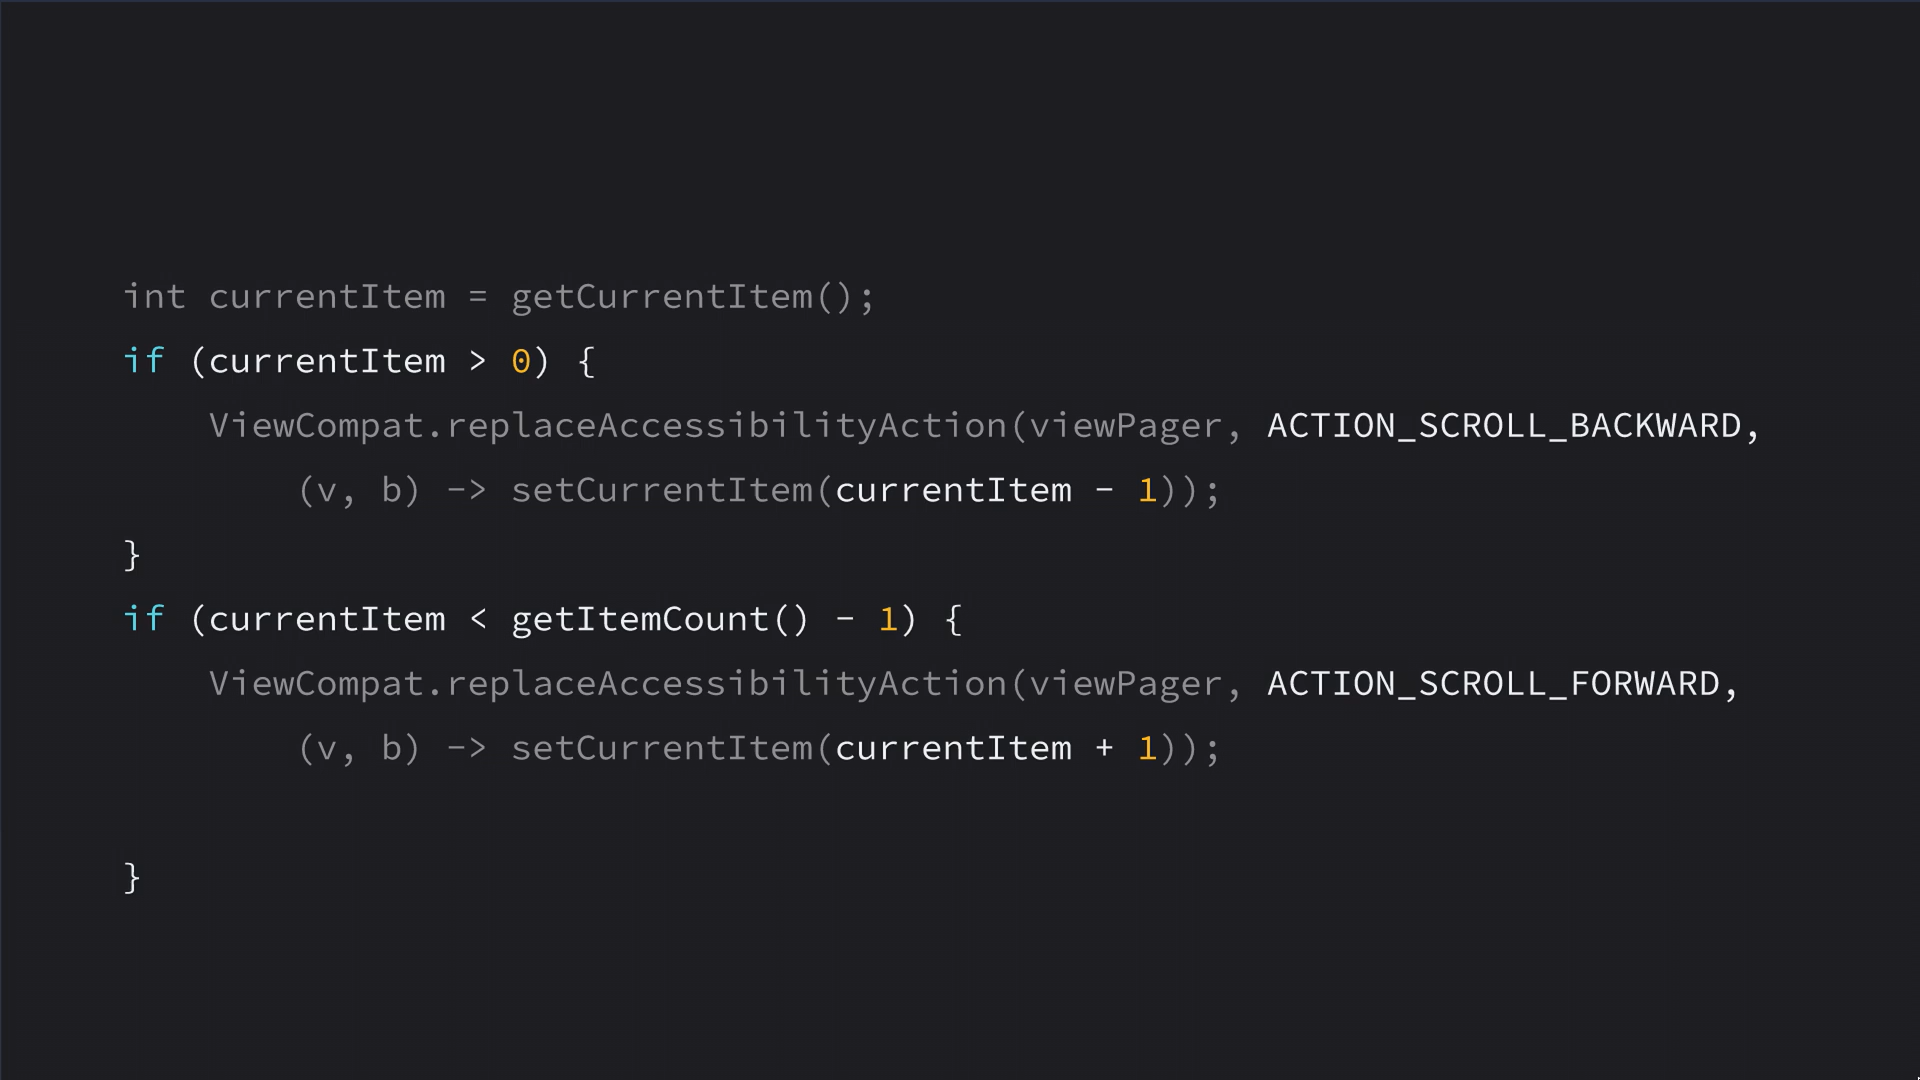 int currentItem = getCurrentItem();
if (currentItem > 0) {
    ViewCompat.replaceAccessibilityAction(viewPager, ACTION_SCROLL_BACKWARD,
        (v, b) -> setCurrentItem(currentItem - 1));
}
if (currentItem < getItemCount() - 1) {
    ViewCompat.replaceAccessibilityAction(viewPager, ACTION_SCROLL_FORWARD,
        (v, b) -> setCurrentItem(currentItem + 1));
}